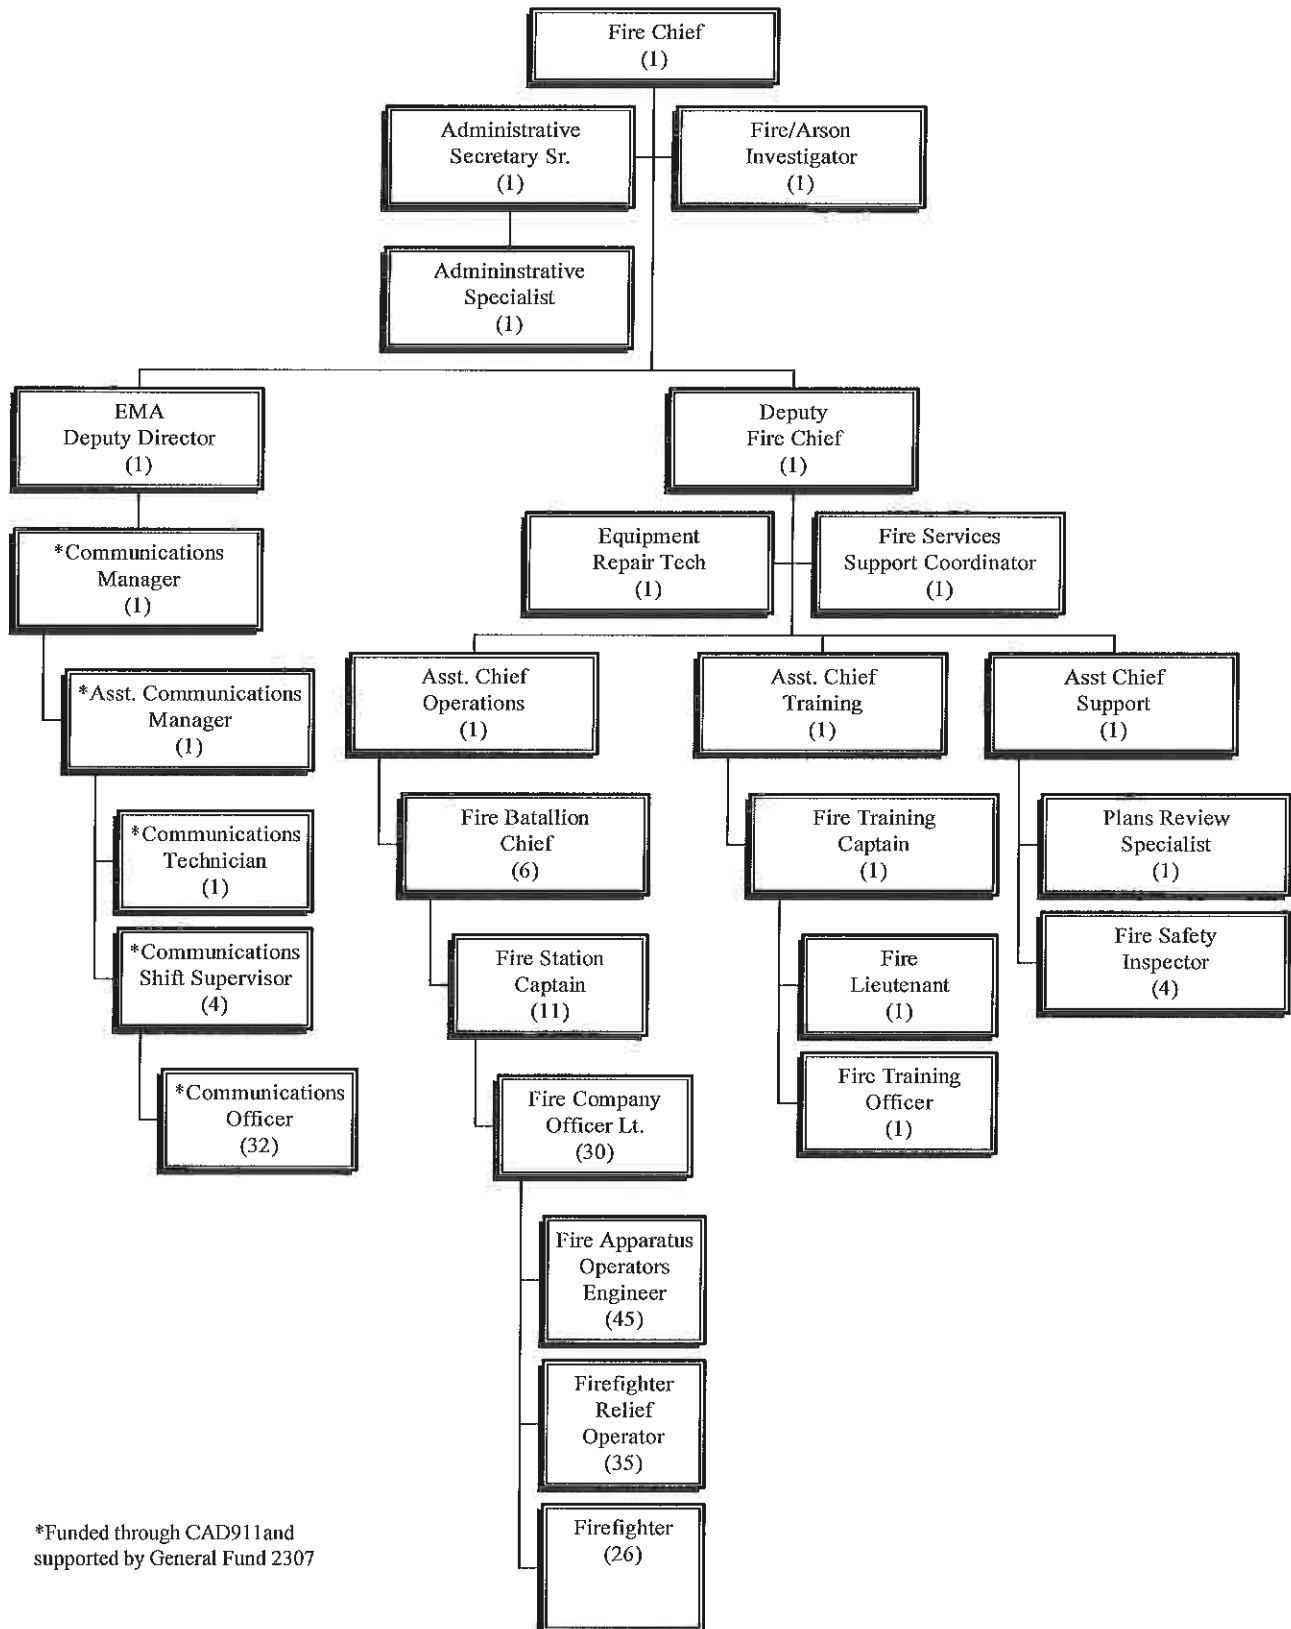 Fire Chief
(1)
Administrative
Secretary Sr.
(1)
Fire/Arson
Investigator
(1)
Admininstrative
Specialist
(1)
EMA
Deputy Director
(1)
Deputy
Fire Chief
(1)
*Communications
Manager
(1)
Equipment
Repair Tech
(1)
Fire Services
Support Coordinator
(1)
*Asst. Communications
Manager
(1)
Asst. Chief
Operations
(1)
Asst. Chief
Training
(1)
Asst Chief
Support
(1)
*Communications
Technician
(1)
Fire Batallion
Chief
(6)
Fire Training
Captain
(1)
Plans Review
Specialist
(1)
*Communications
Shift Supervisor
(4)
Fire Station
Captain
(11)
Fire
Lieutenant
(1)
Fire Safety
Inspector
(4)
*Communications
Officer
(32)
Fire Company
Officer Lt.
(30)
Fire Training
Officer
(1)
Fire Apparatus
Operators
Engineer
(45)
Firefighter
Relief
Operator
(35)
Firefighter
(26)
*Funded through CAD911and
supported by General Fund 2307